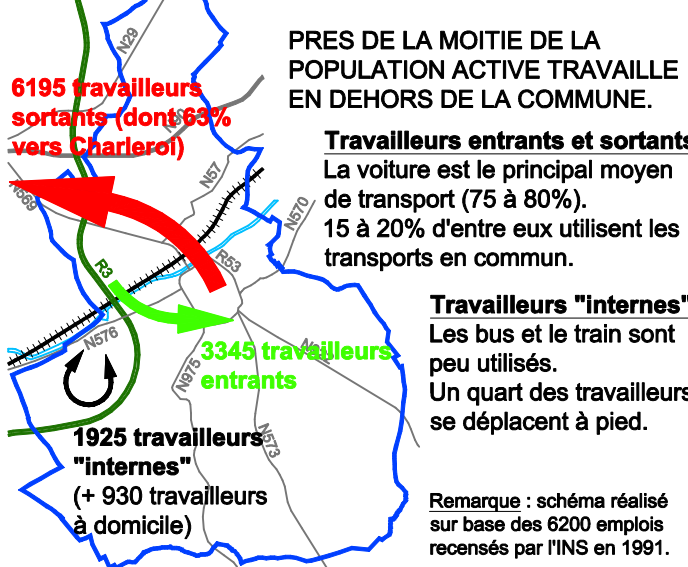 PRES DE LA MOITIE DE LA
POPULATION ACTIVE TRAVAILLE
EN DEHORS DE LA COMMUNE.
N29
6195 travailleurs
sortants (dont 63%
vers Charleroi)
N90
N569
N57
N570
Travailleurs entrants et sortants
La voiture est le principal moyen
de transport (75 à 80%).
15 à 20% d'entre eux utilisent les
transports en commun.
R53
R3
N576
Travailleurs "internes"
Les bus et le train sont
peu utilisés.
Un quart des travailleurs
se déplacent à pied.
3345 travailleurs
entrants
N975
N573
1925 travailleurs
"internes"
(+ 930 travailleurs
à domicile)
Remarque : schéma réalisé
sur base des 6200 emplois
recensés par l'INS en 1991.